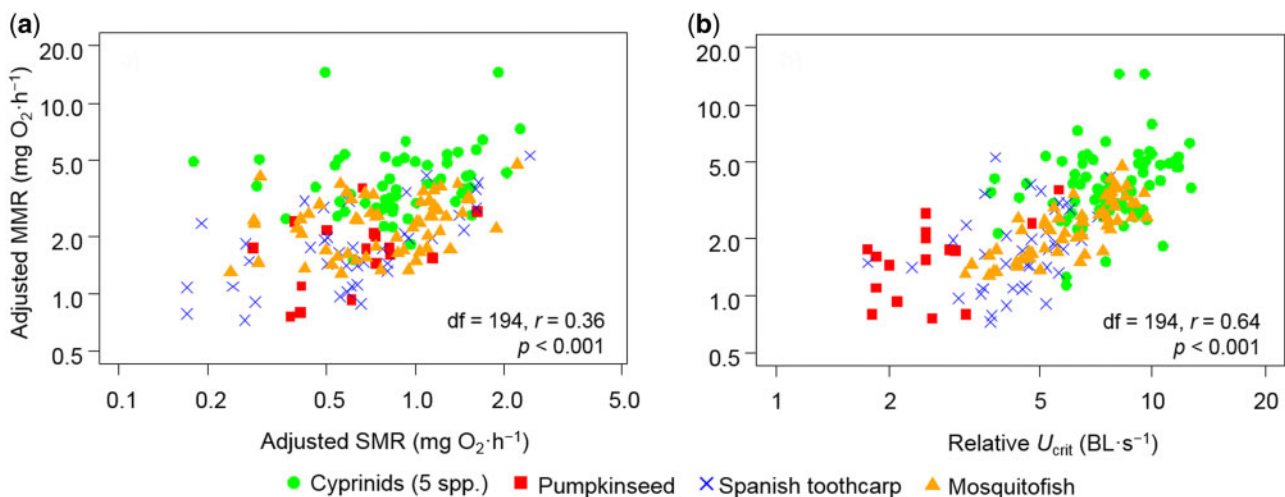 (a)
Adjusted MMR (mg O₂·h⁻¹)
20.0
10.0
5.0
2.0
1.0
0.5
df = 194, r = 0.36
p < 0.001
0.1 0.2 0.5 1.0 2.0 5.0
Adjusted SMR (mg O₂·h⁻¹)
(b)
20.0
10.0
5.0
2.0
1.0
0.5
df = 194, r = 0.64
p < 0.001
1 2 5 10 20
Relative U_crit (BL·s⁻¹)
Cyprinids (5 spp.) Pumpkinseed Spanish toothcarp Mosquitofish